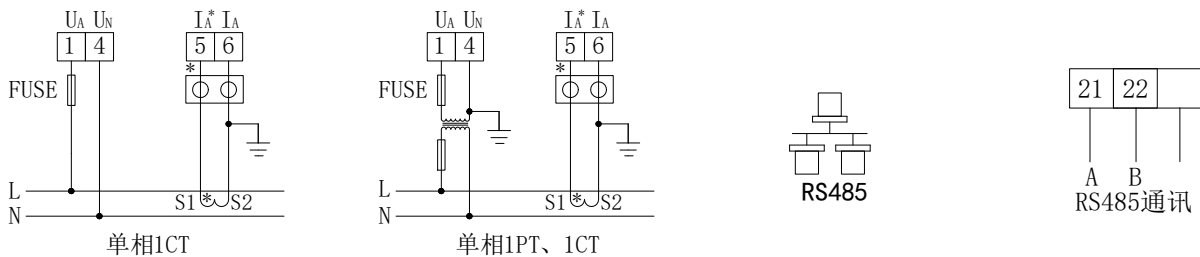 UA UN IA* IA
1 4 5 6
*
FUSE
L
N
S1 * S2
单相1CT
UA UN IA* IA
1 4 5 6
*
FUSE
L
N
S1 * S2
单相1PT、1CT
RS485
21 22
A B
RS485通讯